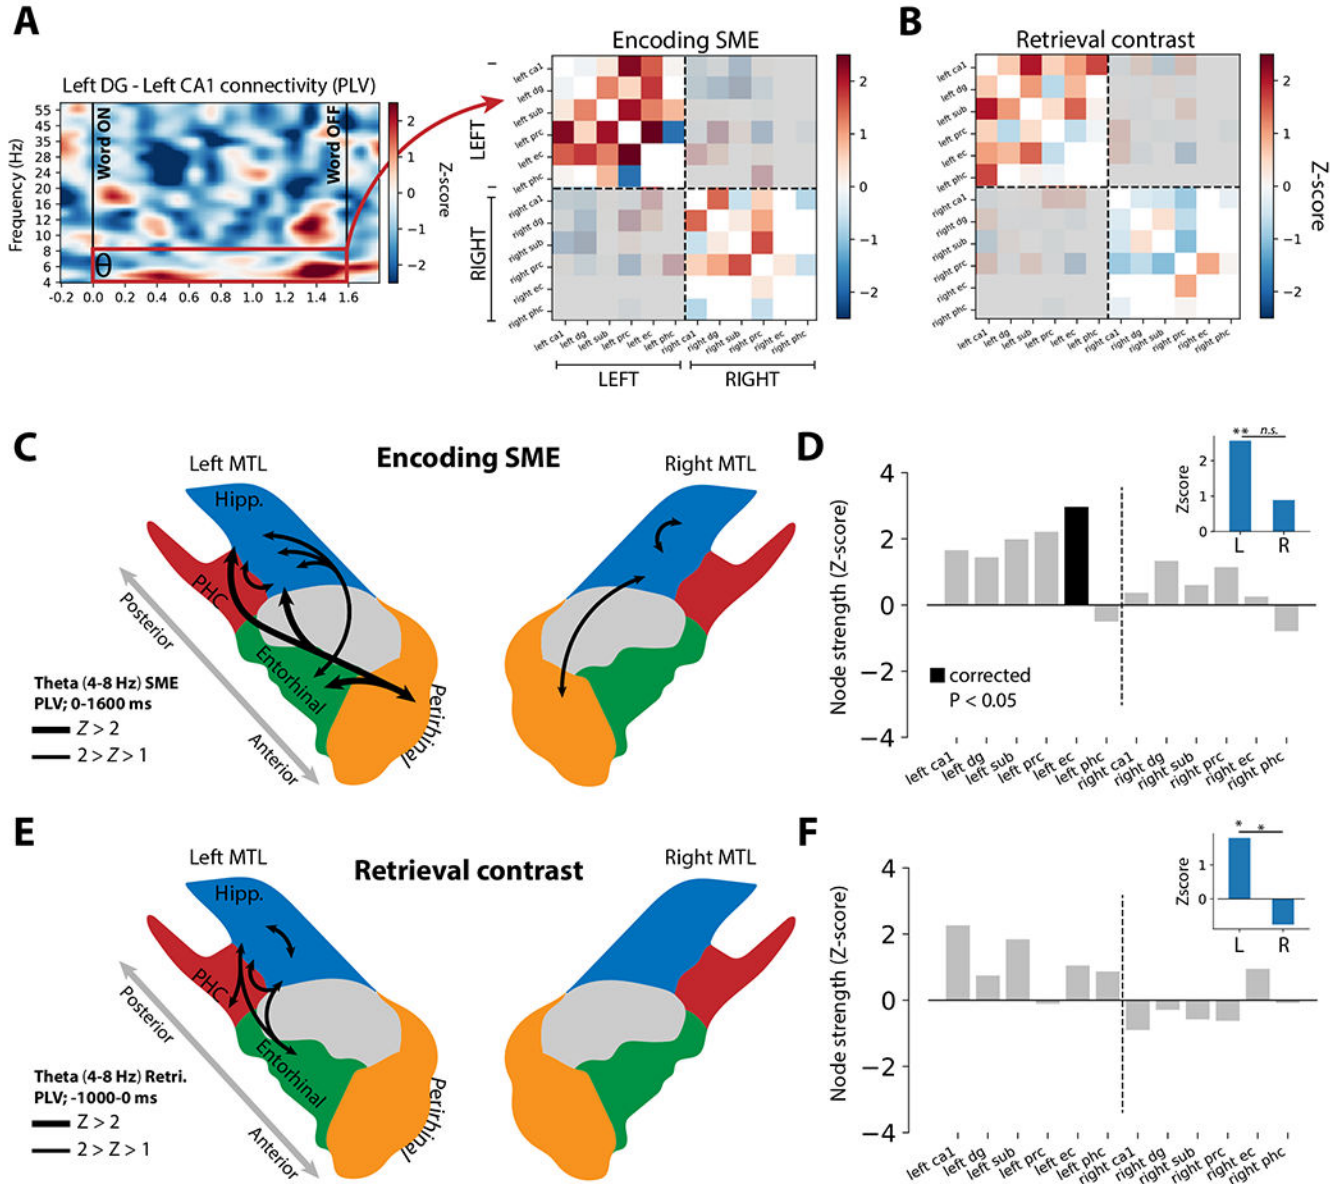 A
Encoding SME
B
Retrieval contrast
Left DG - Left CA1 connectivity (PLV)
Frequency (Hz)
55
45
35
28
24
20
16
12
10
8
6
4
Word ON
Word OFF
θ
-0.2 0.0 0.2 0.4 0.6 0.8 1.0 1.2 1.4 1.6
2
1
0
−1
−2
Z-score
LEFT
RIGHT
left ca1
left dg
left sub
left prc
left ec
left phc
right ca1
right dg
right sub
right prc
right ec
right phc
left ca1 left dg left sub left prc left ec left phc right ca1 right dg right sub right prc right ec right phc
LEFT RIGHT
2
1
0
−1
−2
left ca1
left dg
left sub
left prc
left ec
left phc
right ca1
right dg
right sub
right prc
right ec
right phc
left ca1 left dg left sub left prc left ec left phc right ca1 right dg right sub right prc right ec right phc
2
1
0
−1
−2
Z-score
C
Encoding SME
Left MTL
Right MTL
Hipp.
PHC
Entorhinal
Perirhinal
Posterior
Anterior
Theta (4-8 Hz) SME
PLV; 0-1600 ms
Z > 2
2 > Z > 1
D
Node strength (Z-score)
4
2
0
−2
−4
corrected
P < 0.05
left ca1 left dg left sub left prc left ec left phc right ca1 right dg right sub right prc right ec right phc
** n.s.
Zscore
2
1
0
L R
E
Left MTL
Retrieval contrast
Right MTL
Hipp.
PHC
Entorhinal
Perirhinal
Posterior
Anterior
Theta (4-8 Hz) Retri.
PLV; -1000-0 ms
Z > 2
2 > Z > 1
F
Node strength (Z-score)
4
2
0
−2
−4
left ca1 left dg left sub left prc left ec left phc right ca1 right dg right sub right prc right ec right phc
* *
Zscore
1
0
L R